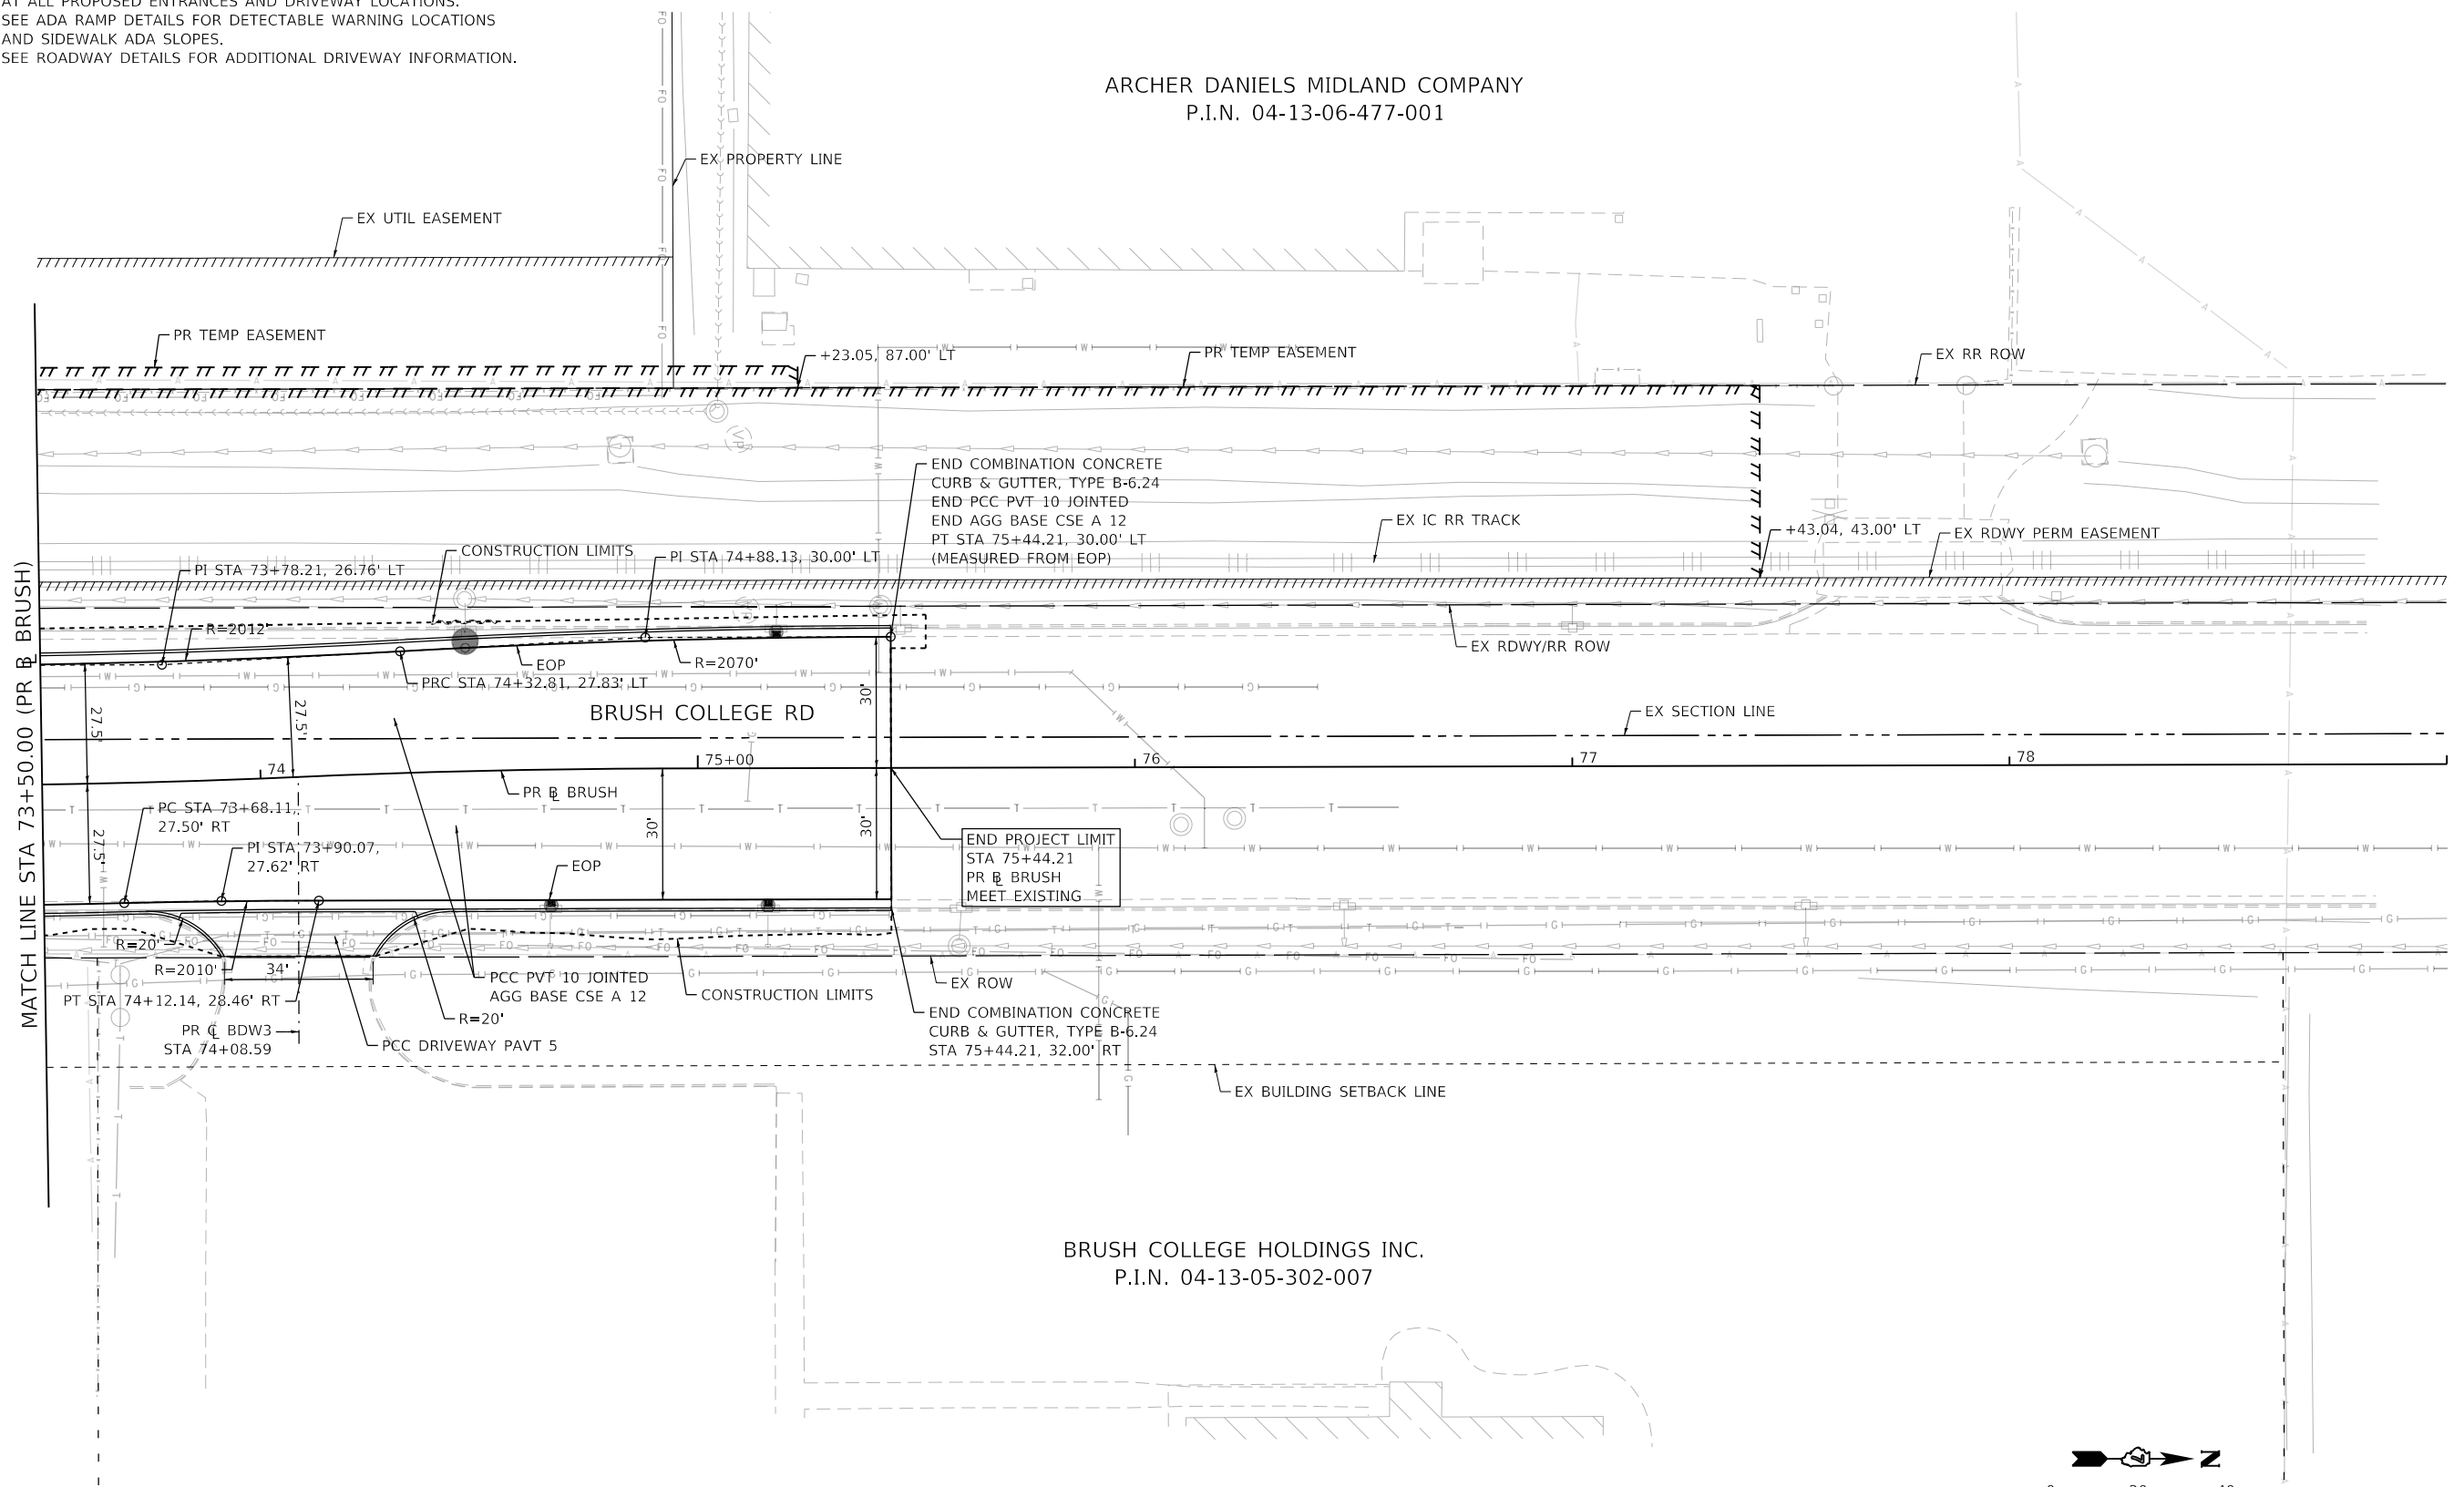 AT ALL PROPOSED ENTRANCES AND DRIVEWAY LOCATIONS.
SEE ADA RAMP DETAILS FOR DETECTABLE WARNING LOCATIONS
AND SIDEWALK ADA SLOPES.
SEE ROADWAY DETAILS FOR ADDITIONAL DRIVEWAY INFORMATION.
ARCHER DANIELS MIDLAND COMPANY
P.I.N. 04-13-06-477-001
EX PROPERTY LINE
EX UTIL EASEMENT
PR TEMP EASEMENT
+23.05, 87.00' LT
PR TEMP EASEMENT
EX RR ROW
END COMBINATION CONCRETE
CURB & GUTTER, TYPE B-6.24
END PCC PVT 10 JOINTED
END AGG BASE CSE A 12
PT STA 75+44.21, 30.00' LT
(MEASURED FROM EOP)
EX IC RR TRACK
+43.04, 43.00' LT
EX RDWY PERM EASEMENT
CONSTRUCTION LIMITS
PI STA 74+88.13, 30.00' LT
PI STA 73+78.21, 26.76' LT
MATCH LINE STA 73+50.00 (PR BL BRUSH)
R=2012'
EOP
R=2070'
EX RDWY/RR ROW
PRC STA 74+32.81, 27.83' LT
27.5'
27.5'
30'
BRUSH COLLEGE RD
EX SECTION LINE
74
75+00
76
77
78
PR BL BRUSH
PC STA 73+68.11,
27.50' RT
27.5'
30'
30'
PI STA 73+90.07,
27.62' RT
EOP
END PROJECT LIMIT
STA 75+44.21
PR BL BRUSH
MEET EXISTING
R=20'
R=2010'
34'
PCC PVT 10 JOINTED
AGG BASE CSE A 12
CONSTRUCTION LIMITS
EX ROW
PT STA 74+12.14, 28.46' RT
R=20'
PR CL BDW3
STA 74+08.59
PCC DRIVEWAY PAVT 5
END COMBINATION CONCRETE
CURB & GUTTER, TYPE B-6.24
STA 75+44.21, 32.00' RT
EX BUILDING SETBACK LINE
BRUSH COLLEGE HOLDINGS INC.
P.I.N. 04-13-05-302-007
N